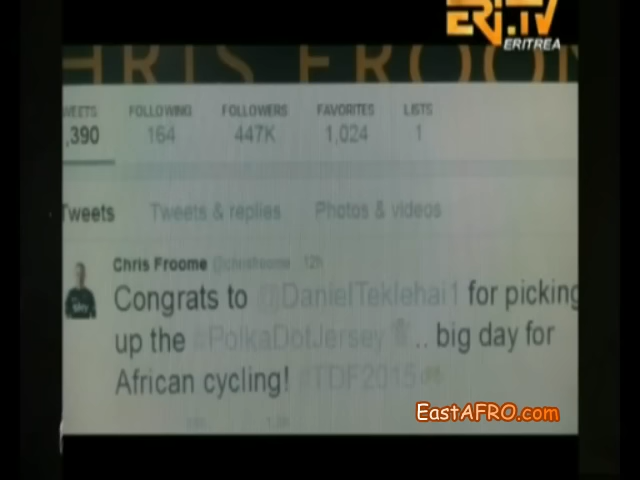 ERi.TV
ERITREA
HRIS FROOM
WEETS FOLLOWING FOLLOWERS FAVORITES LISTS
,390 164 447K 1,024 1
Tweets Tweets & replies Photos & videos
Chris Froome @chrisfroome 12h
Congrats to @DanielTeklehai1 for picking
up the #PolkaDotJersey .. big day for
African cycling! #TDF2015
EastAFRO.com